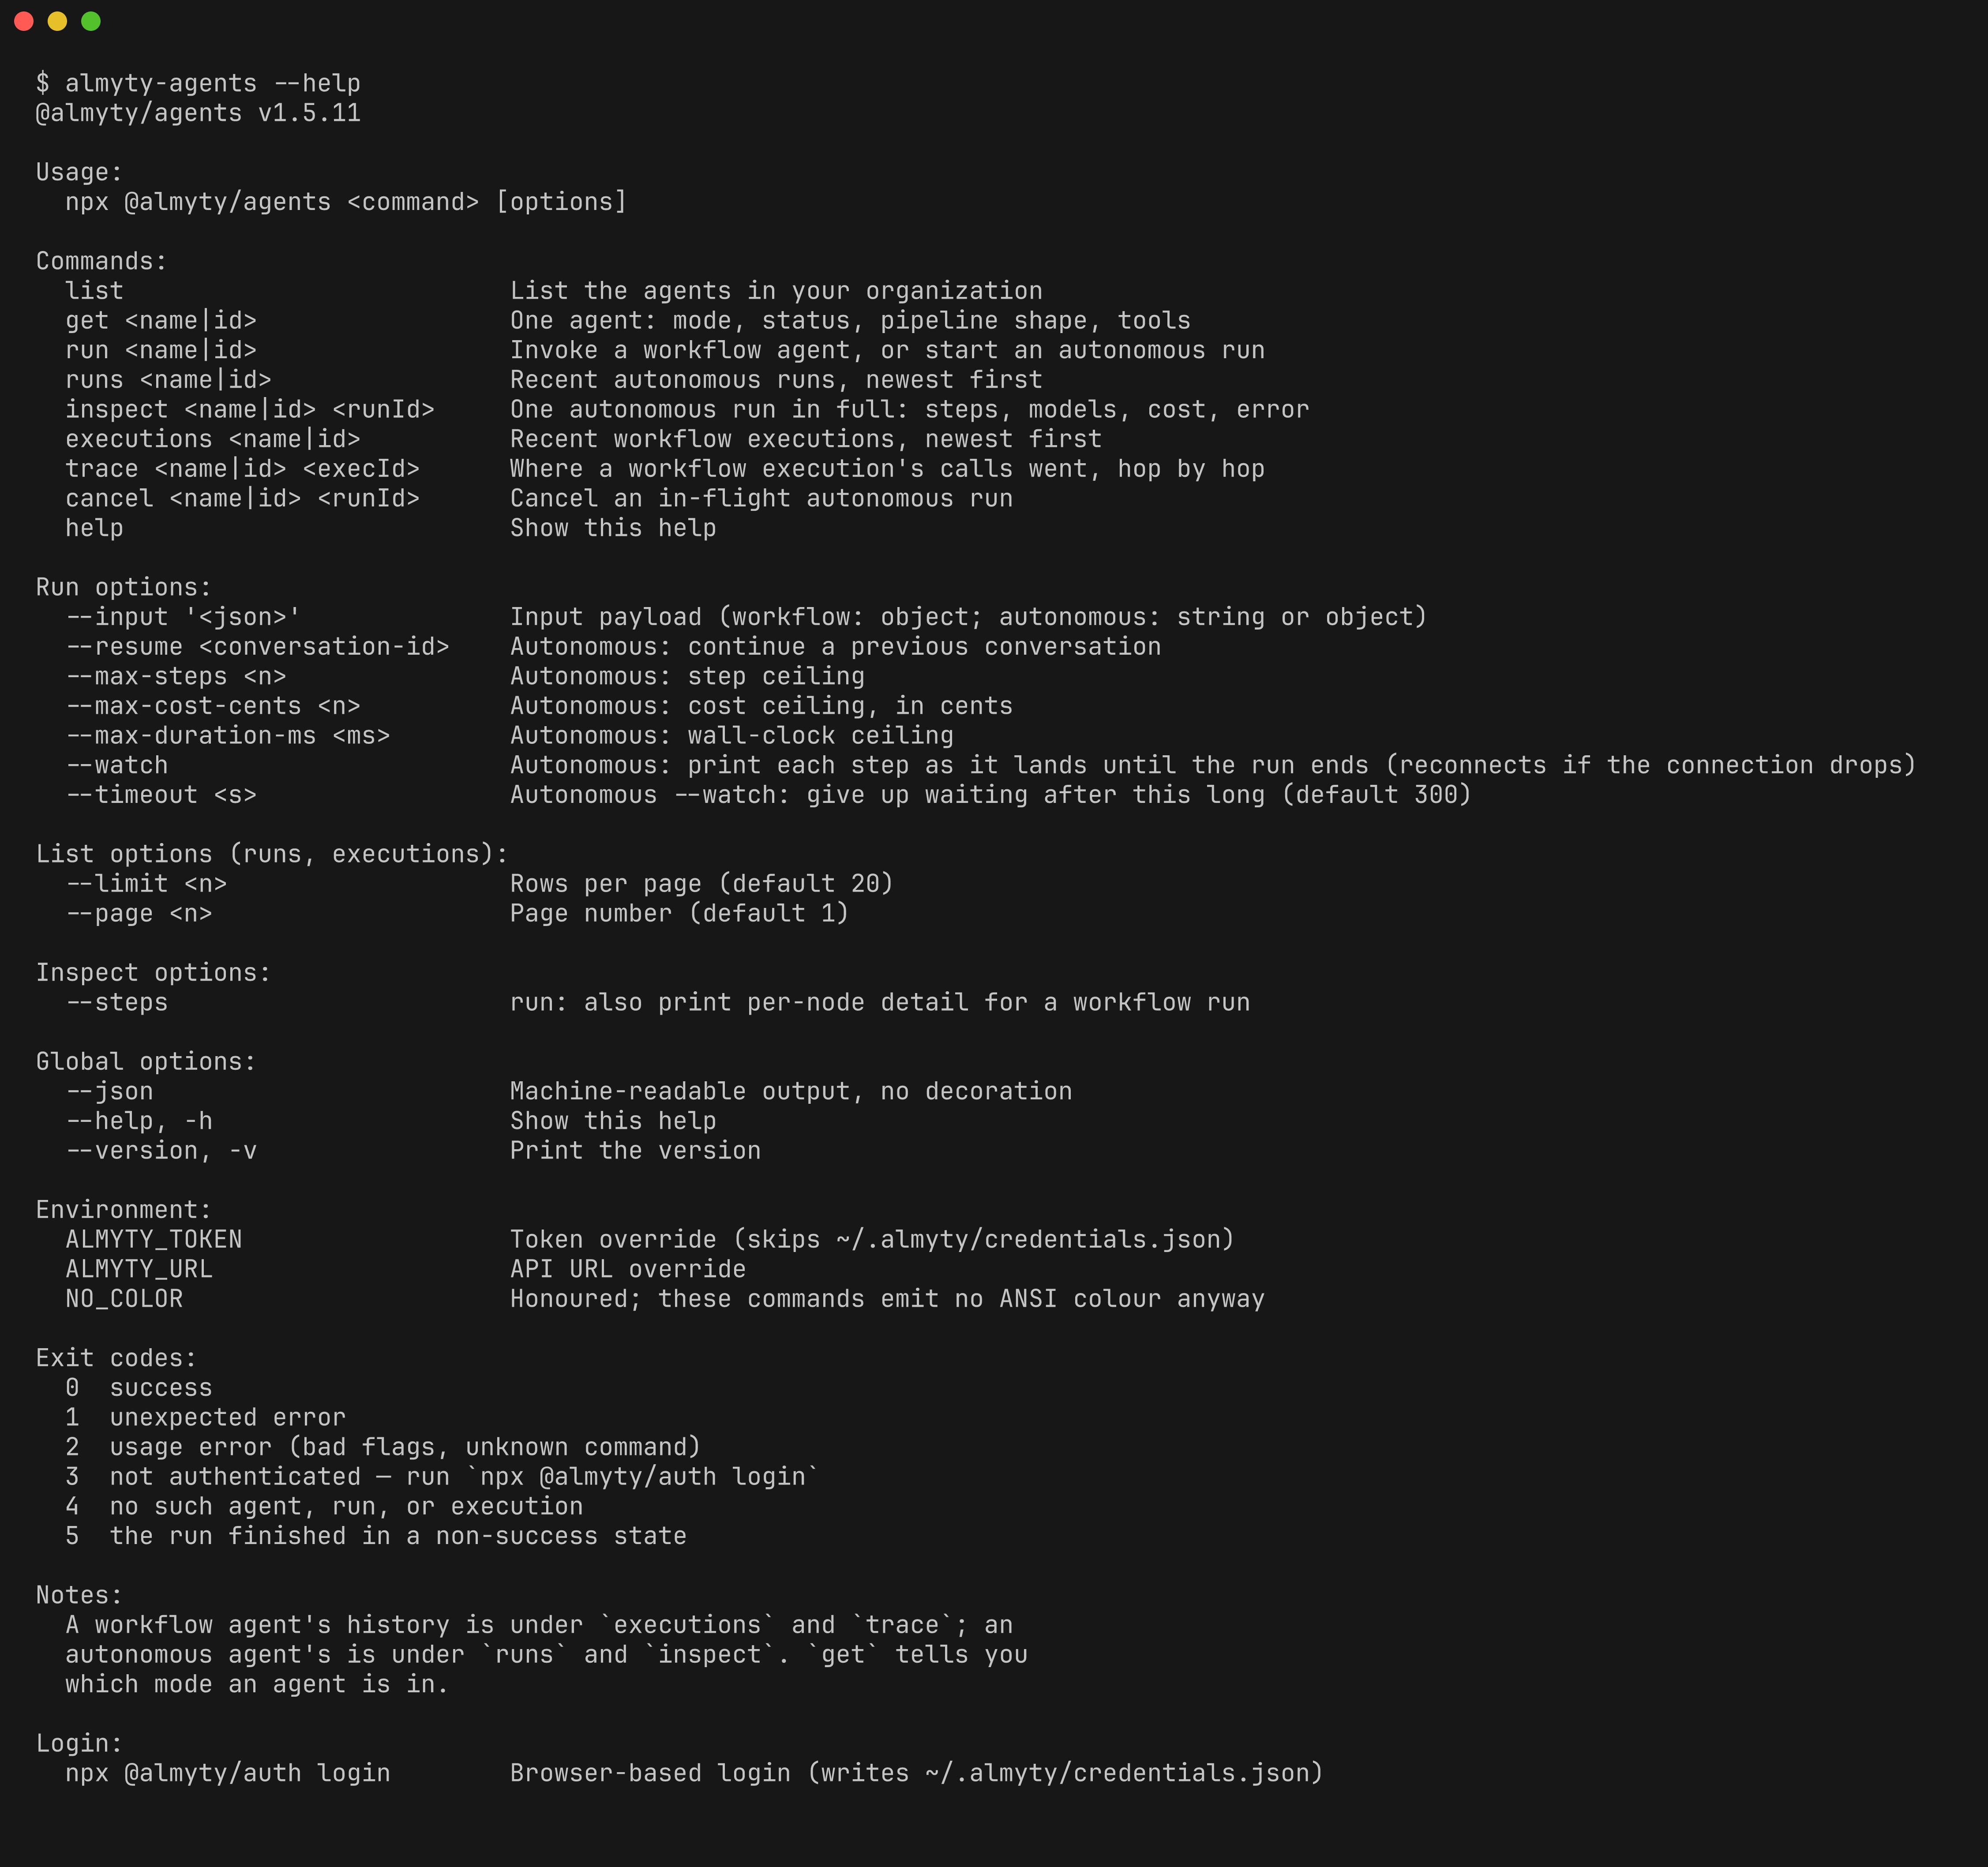 $ almyty-agents --help
@almyty/agents v1.5.11

Usage:
  npx @almyty/agents <command> [options]

Commands:
  list                          List the agents in your organization
  get <name|id>                 One agent: mode, status, pipeline shape, tools
  run <name|id>                 Invoke a workflow agent, or start an autonomous run
  runs <name|id>                Recent autonomous runs, newest first
  inspect <name|id> <runId>     One autonomous run in full: steps, models, cost, error
  executions <name|id>          Recent workflow executions, newest first
  trace <name|id> <execId>      Where a workflow execution's calls went, hop by hop
  cancel <name|id> <runId>      Cancel an in-flight autonomous run
  help                          Show this help

Run options:
  --input '<json>'              Input payload (workflow: object; autonomous: string or object)
  --resume <conversation-id>    Autonomous: continue a previous conversation
  --max-steps <n>               Autonomous: step ceiling
  --max-cost-cents <n>          Autonomous: cost ceiling, in cents
  --max-duration-ms <ms>        Autonomous: wall-clock ceiling
  --watch                       Autonomous: print each step as it lands until the run ends (reconnects if the connection drops)
  --timeout <s>                 Autonomous --watch: give up waiting after this long (default 300)

List options (runs, executions):
  --limit <n>                   Rows per page (default 20)
  --page <n>                    Page number (default 1)

Inspect options:
  --steps                       run: also print per-node detail for a workflow run

Global options:
  --json                        Machine-readable output, no decoration
  --help, -h                    Show this help
  --version, -v                 Print the version

Environment:
  ALMYTY_TOKEN                  Token override (skips ~/.almyty/credentials.json)
  ALMYTY_URL                    API URL override
  NO_COLOR                      Honoured; these commands emit no ANSI colour anyway

Exit codes:
  0  success
  1  unexpected error
  2  usage error (bad flags, unknown command)
  3  not authenticated — run `npx @almyty/auth login`
  4  no such agent, run, or execution
  5  the run finished in a non-success state

Notes:
  A workflow agent's history is under `executions` and `trace`; an
  autonomous agent's is under `runs` and `inspect`. `get` tells you
  which mode an agent is in.

Login:
  npx @almyty/auth login        Browser-based login (writes ~/.almyty/credentials.json)